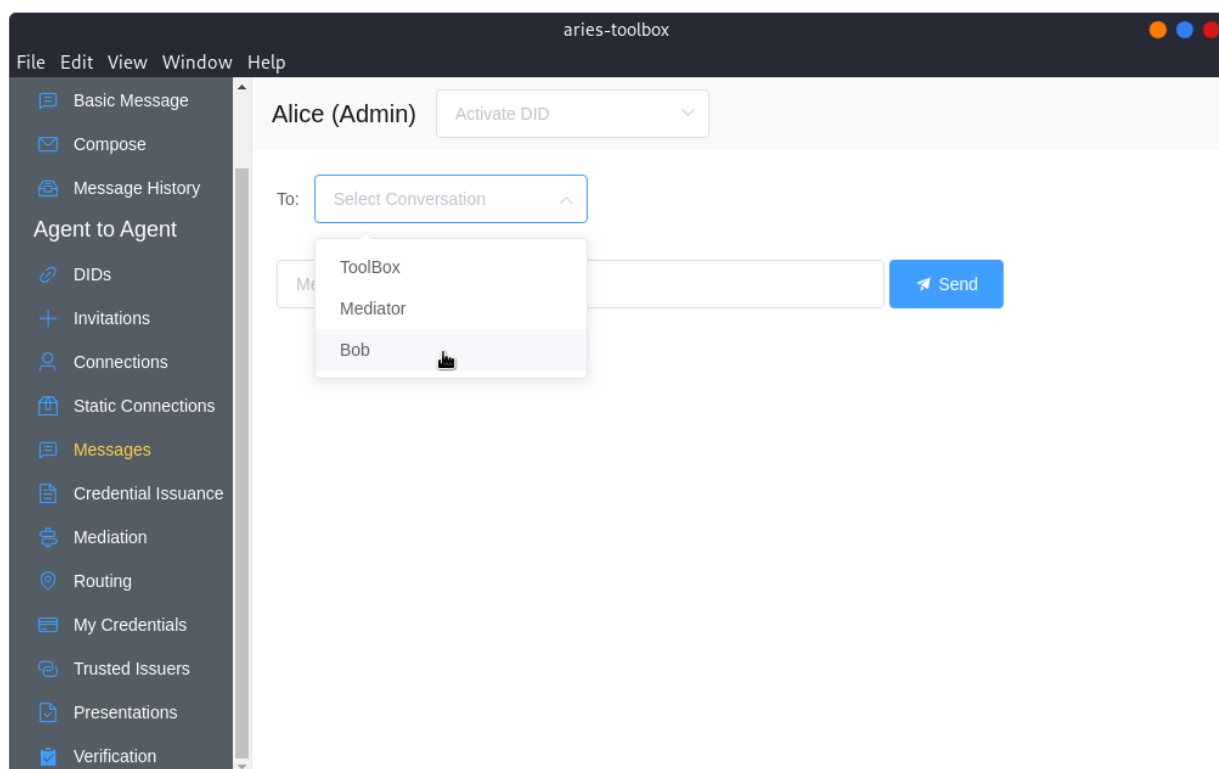 aries-toolbox
File Edit View Window Help
Basic Message
Compose
Message History
Agent to Agent
DIDs
Invitations
Connections
Static Connections
Messages
Credential Issuance
Mediation
Routing
My Credentials
Trusted Issuers
Presentations
Verification
Alice (Admin)
Activate DID
To:
Select Conversation
ToolBox
Mediator
Bob
Send